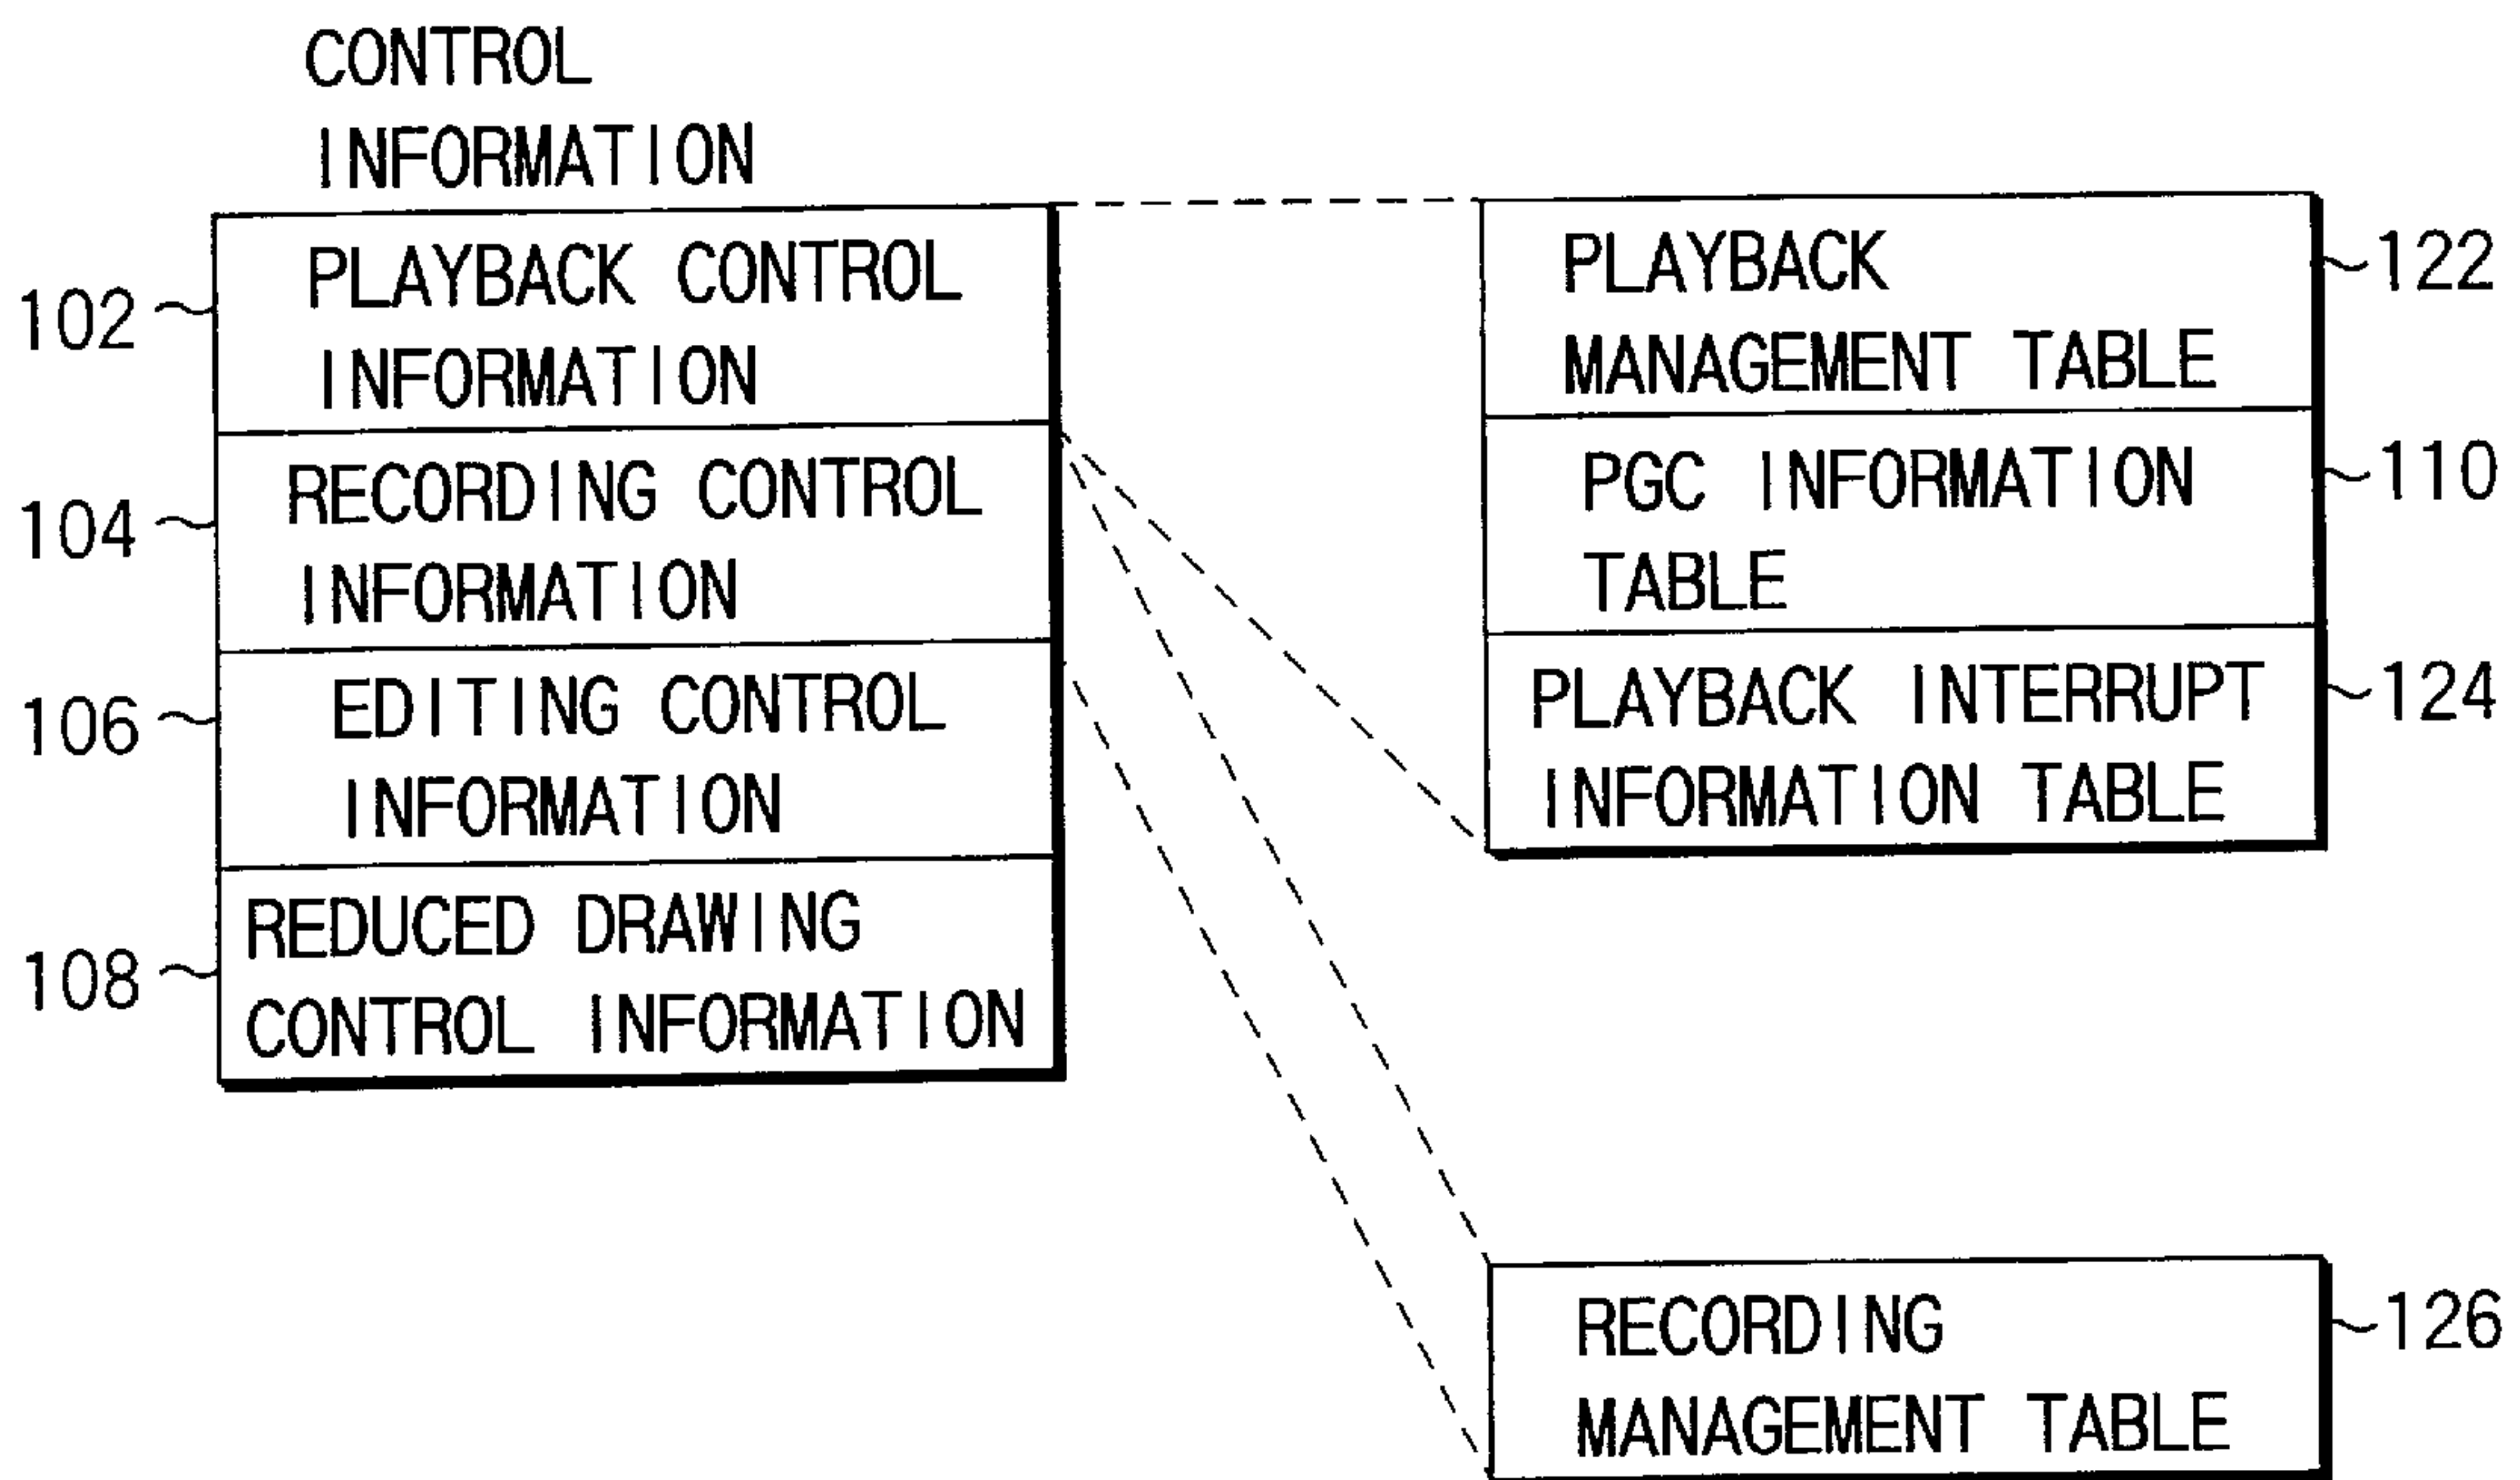 CONTROL
INFORMATION
102
PLAYBACK CONTROL
INFORMATION
104
RECORDING CONTROL
INFORMATION
106
EDITING CONTROL
INFORMATION
108
REDUCED DRAWING
CONTROL INFORMATION
PLAYBACK
MANAGEMENT TABLE
122
PGC INFORMATION
TABLE
110
PLAYBACK INTERRUPT
INFORMATION TABLE
124
RECORDING
MANAGEMENT TABLE
126